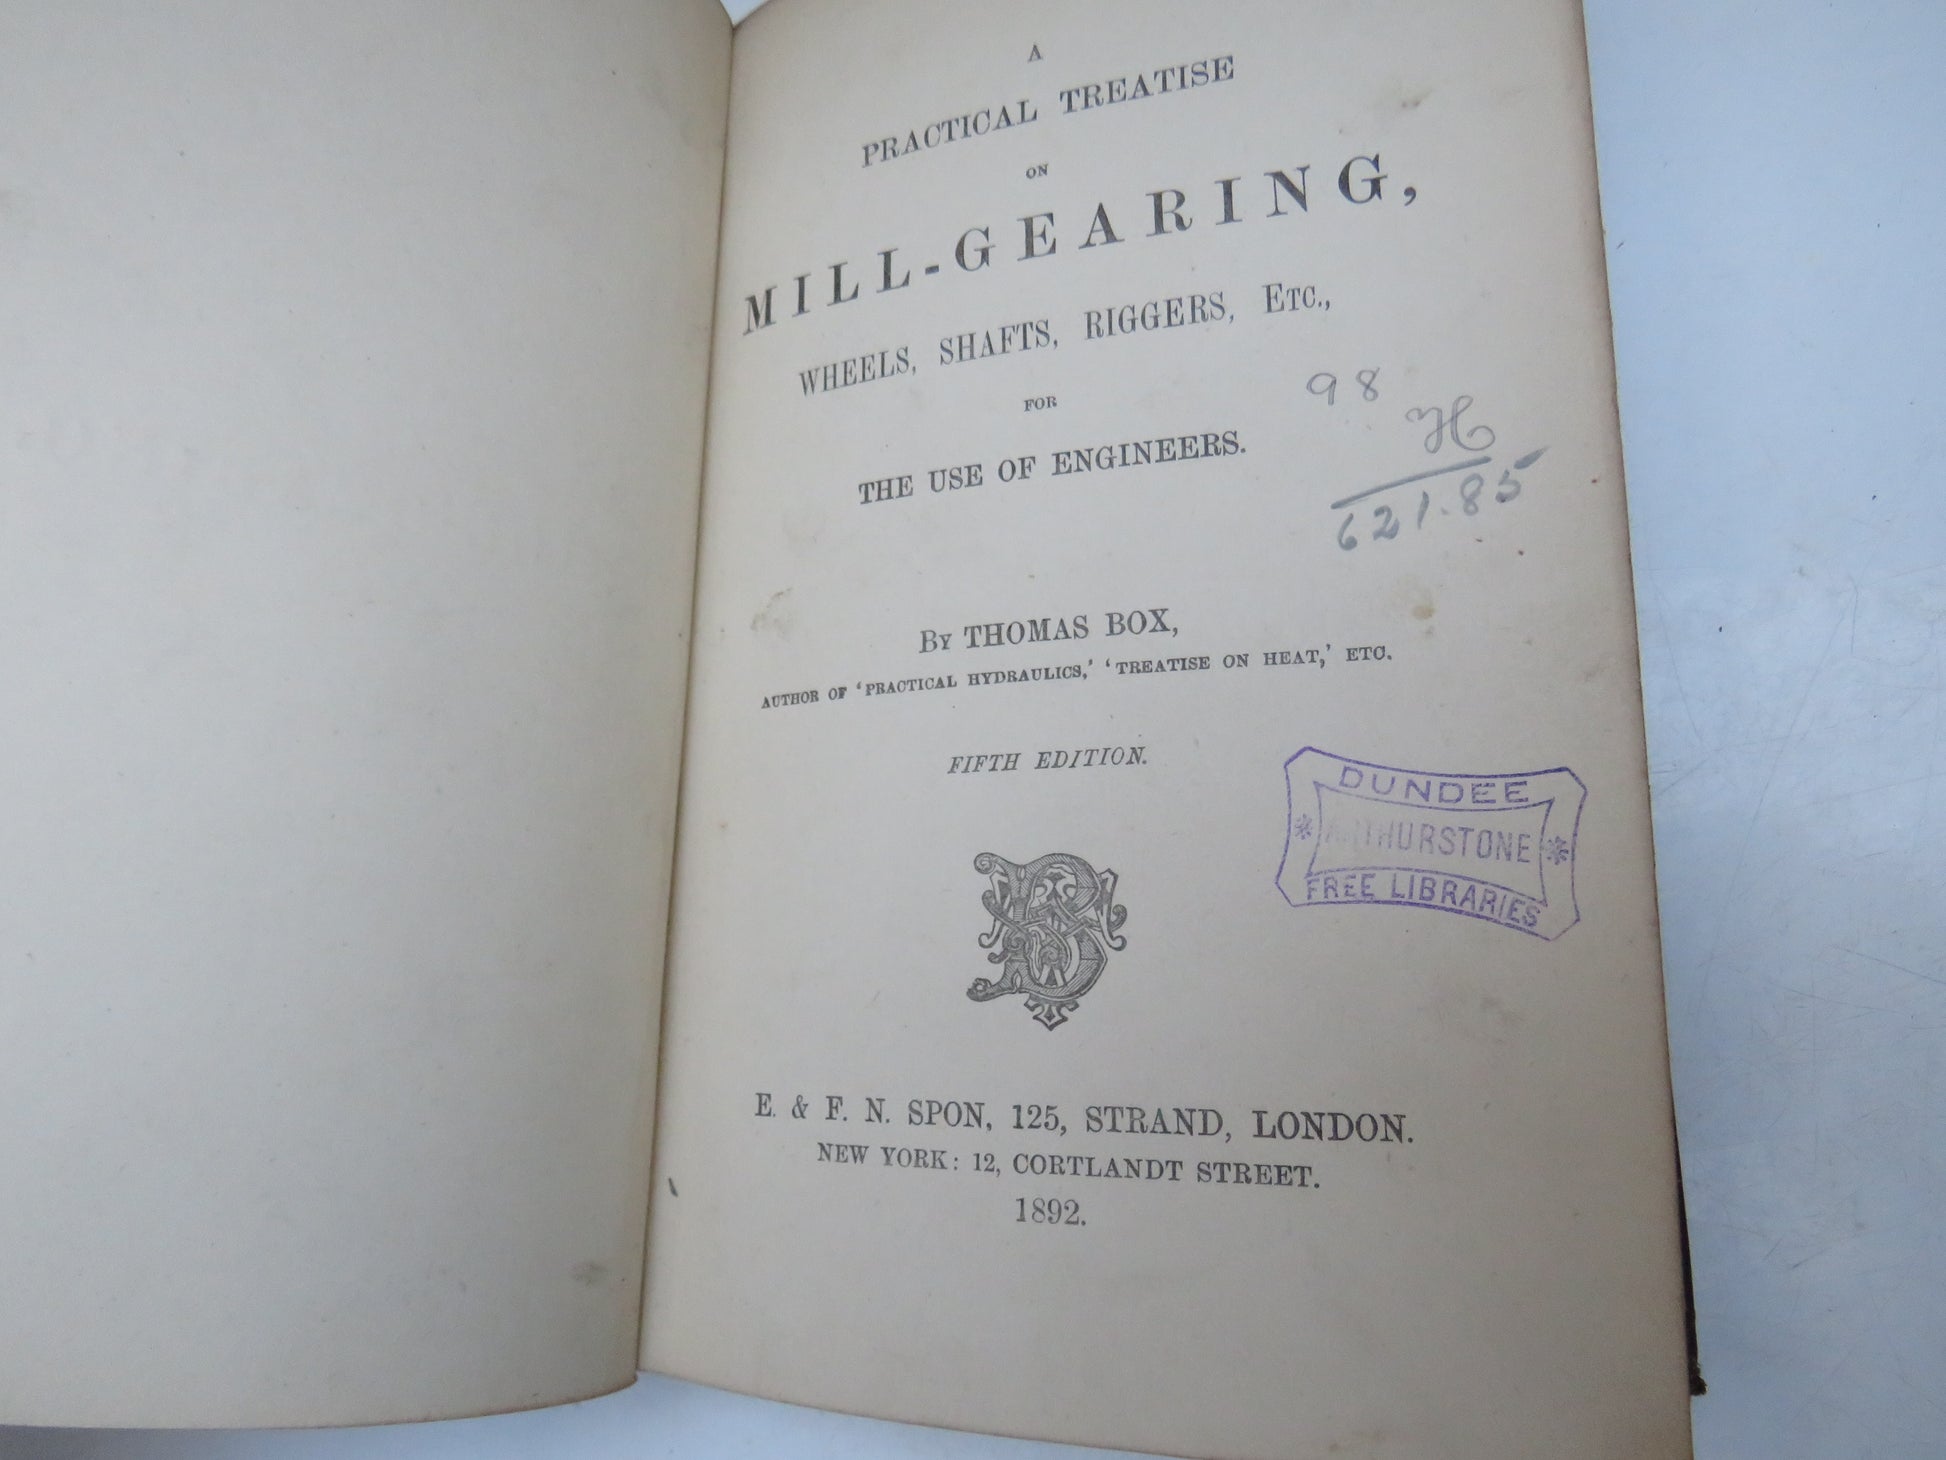 A
PRACTICAL TREATISE
ON
MILL-GEARING,
WHEELS, SHAFTS, RIGGERS, ETC.,
FOR
THE USE OF ENGINEERS.
98
H
621.85
BY THOMAS BOX,
AUTHOR OF 'PRACTICAL HYDRAULICS,' 'TREATISE ON HEAT,' ETC.
FIFTH EDITION.
DUNDEE
* ARTHURSTONE *
FREE LIBRARIES
E. & F. N. SPON, 125, STRAND, LONDON.
NEW YORK: 12, CORTLANDT STREET.
1892.